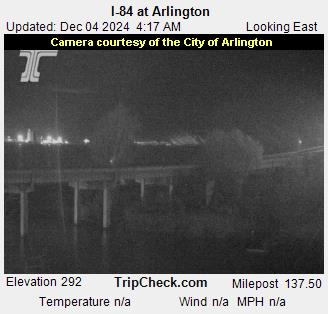 I-84 at Arlington
Updated: Dec 04 2024 4:17 AM Looking East
Camera courtesy of the City of Arlington
Elevation 292 TripCheck.com Milepost 137.50
Temperature n/a Wind n/a MPH n/a